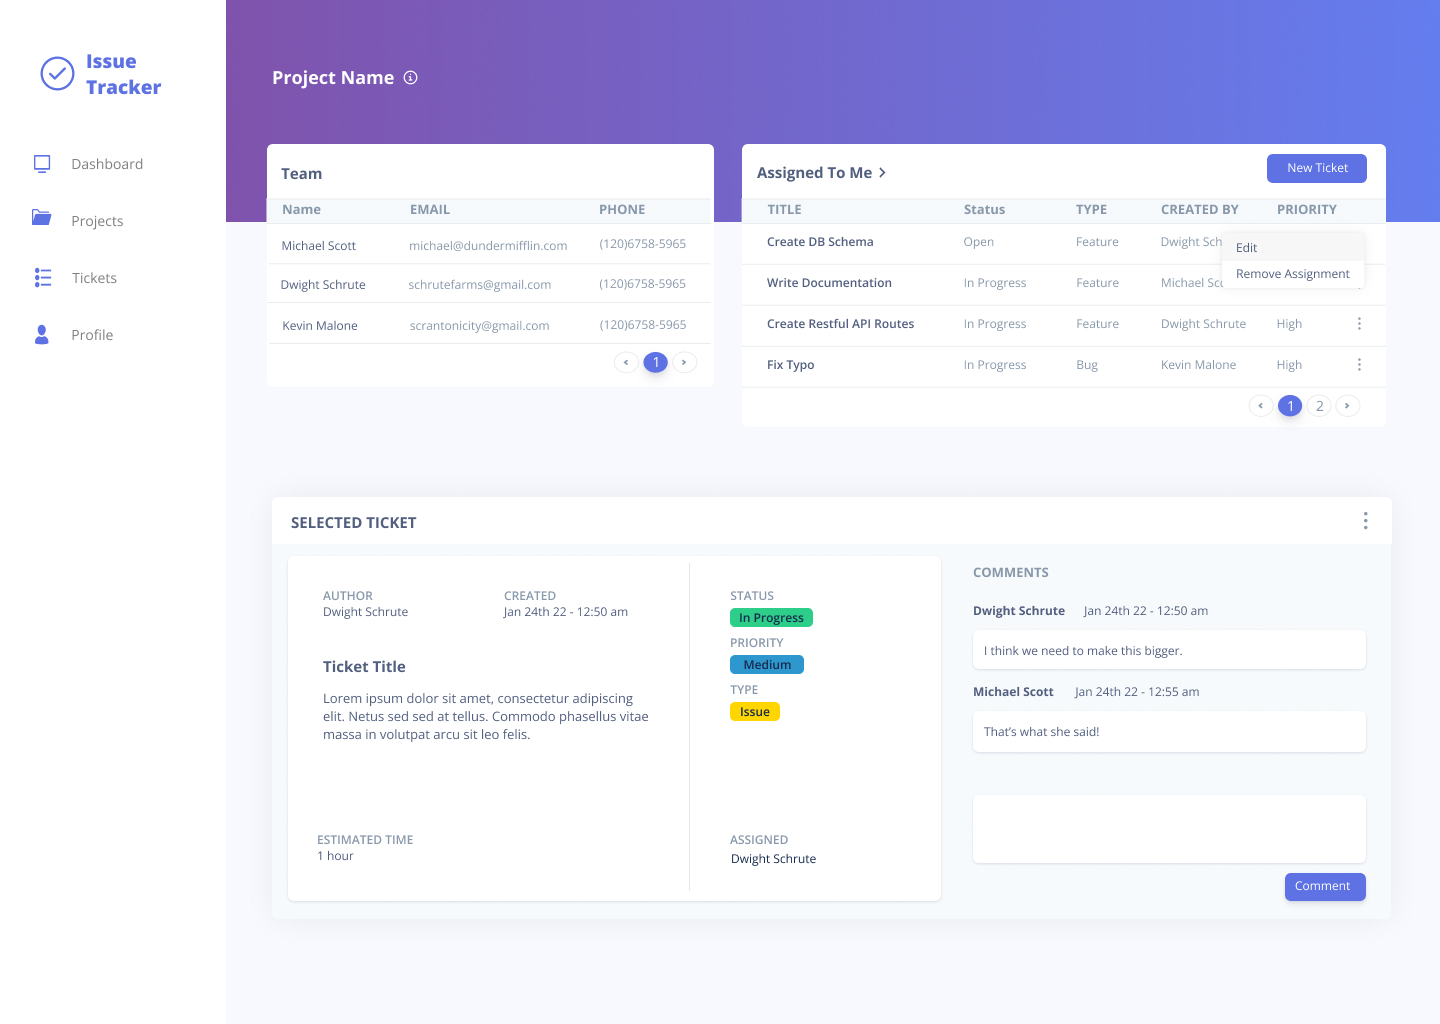 Issue
Tracker
Dashboard
Projects
Tickets
Profile
Project Name
Team
Name EMAIL PHONE
Michael Scott michael@dundermifflin.com (120)6758-5965
Dwight Schrute schrutefarms@gmail.com (120)6758-5965
Kevin Malone scrantonicity@gmail.com (120)6758-5965
1
Assigned To Me
New Ticket
TITLE Status TYPE CREATED BY PRIORITY
Create DB Schema Open Feature Dwight Sch
Edit
Remove Assignment
Write Documentation In Progress Feature Michael Sco
Create Restful API Routes In Progress Feature Dwight Schrute High
Fix Typo In Progress Bug Kevin Malone High
1 2
SELECTED TICKET
AUTHOR CREATED
Dwight Schrute Jan 24th 22 - 12:50 am
Ticket Title
Lorem ipsum dolor sit amet, consectetur adipiscing
elit. Netus sed sed at tellus. Commodo phasellus vitae
massa in volutpat arcu sit leo felis.
ESTIMATED TIME
1 hour
STATUS
In Progress
PRIORITY
Medium
TYPE
Issue
ASSIGNED
Dwight Schrute
COMMENTS
Dwight Schrute Jan 24th 22 - 12:50 am
I think we need to make this bigger.
Michael Scott Jan 24th 22 - 12:55 am
That's what she said!
Comment